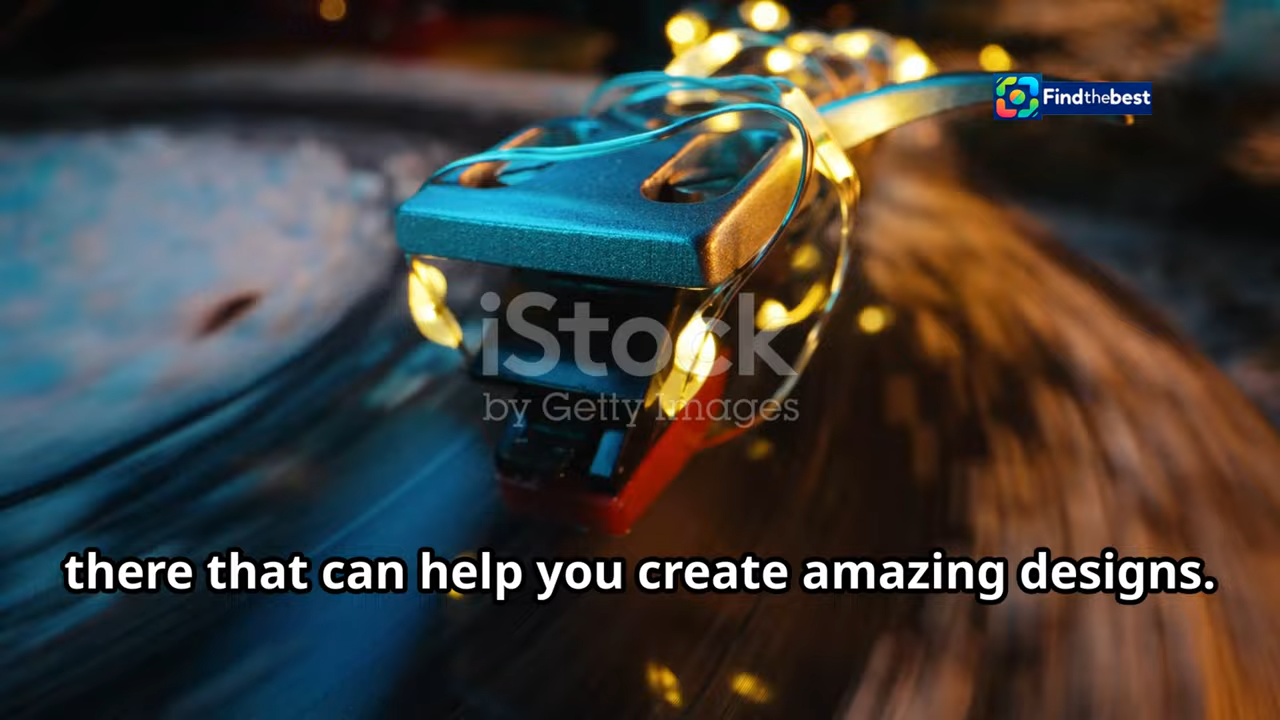 Findthebest
iStock
by Getty Images
there that can help you create amazing designs.